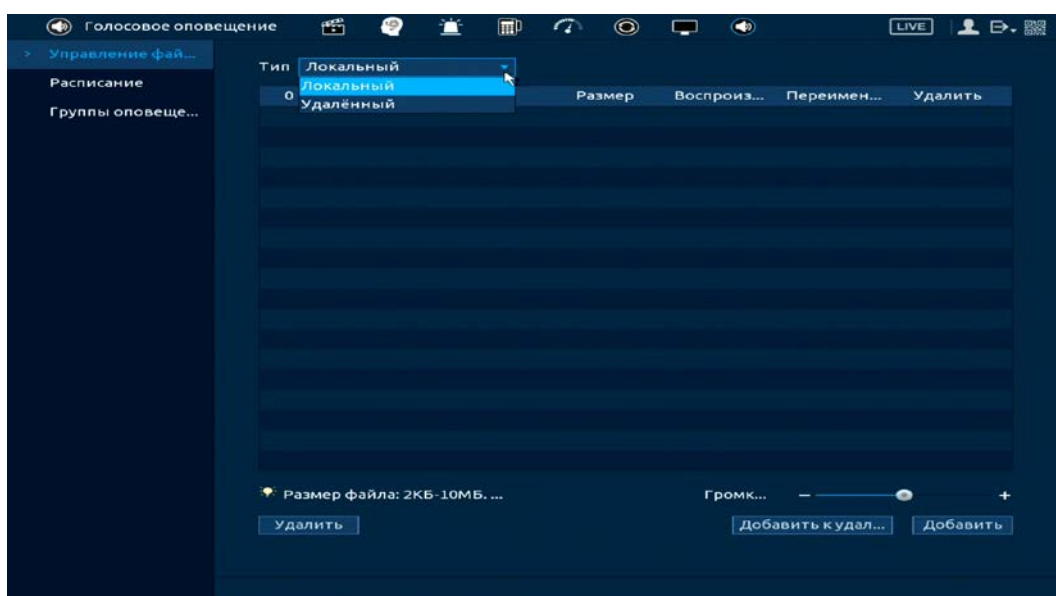 Голосовое оповещение LIVE
Управление фай...
Тип Локальный
Расписание
Локальный
0 Размер Воспроиз... Переимен... Удалить
Удалённый
Группы оповеще...
Размер файла: 2КБ-10МБ. ...
Громк... – +
Удалить Добавить к удал... Добавить